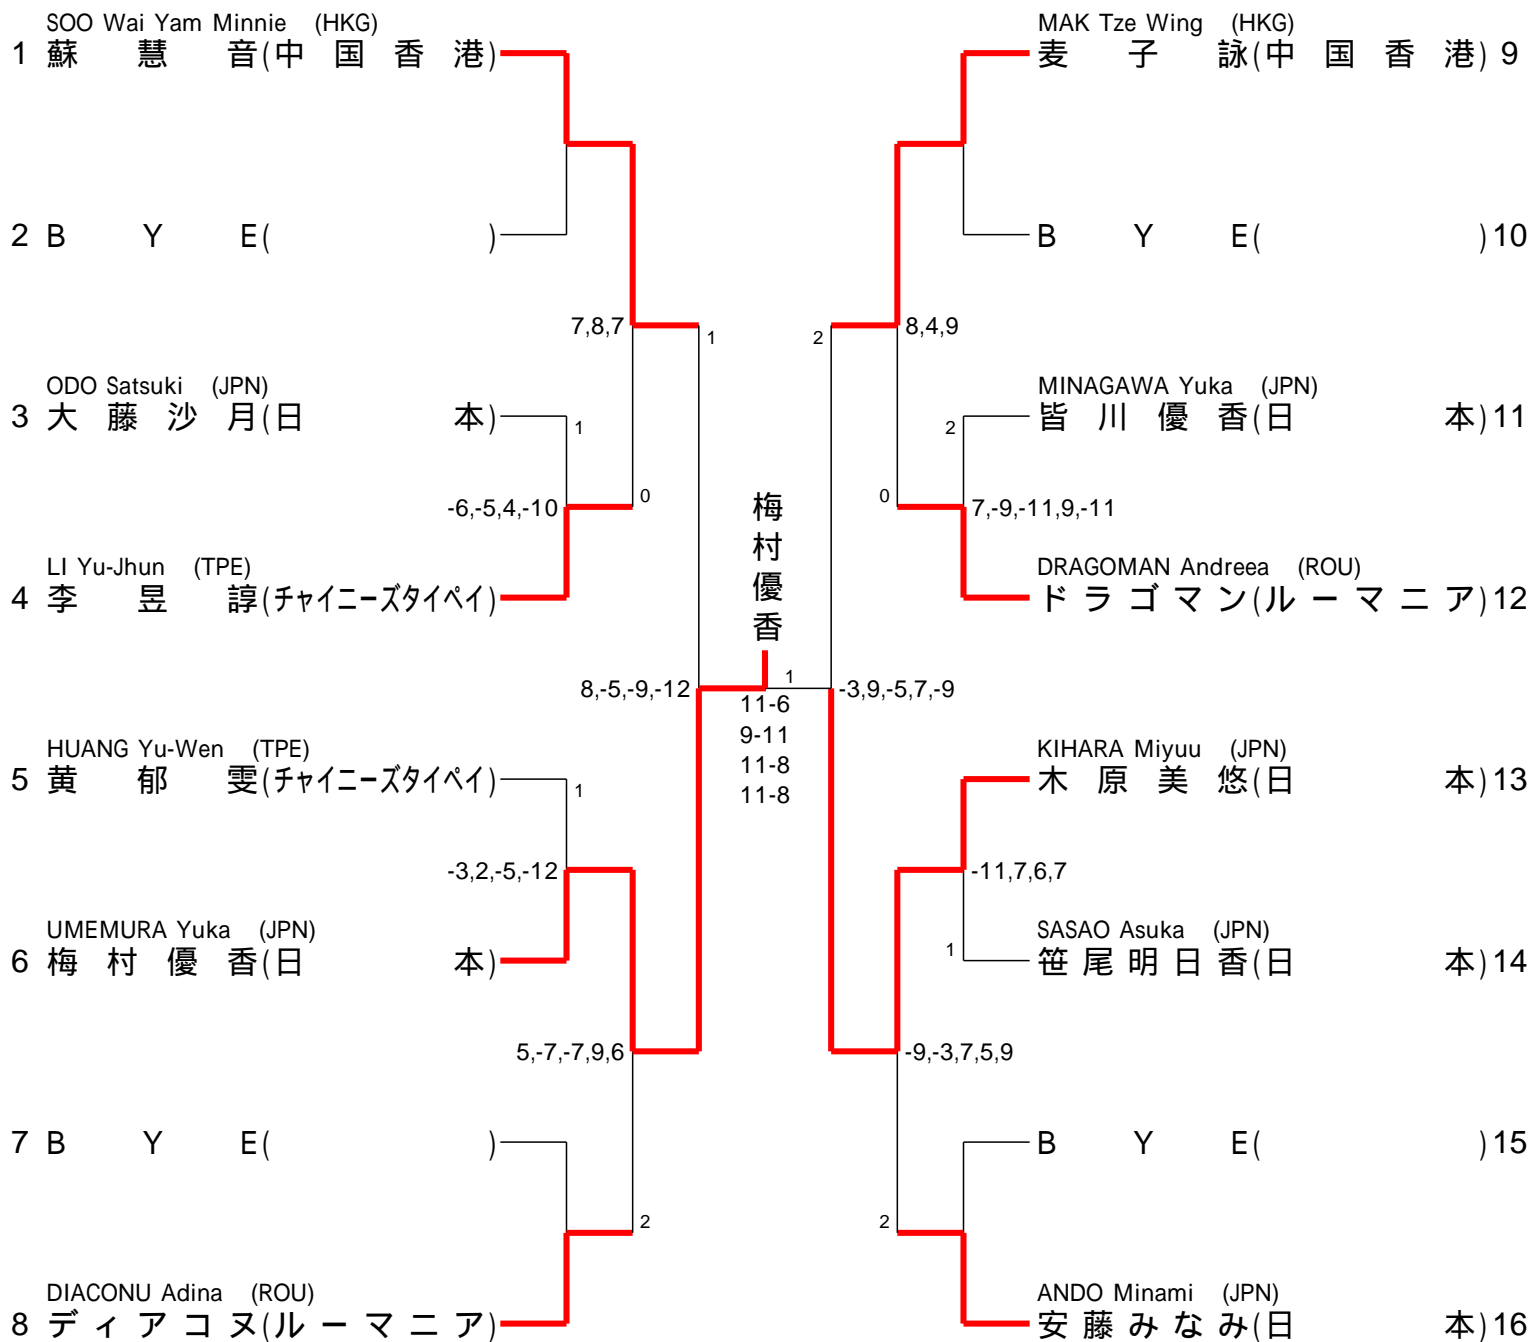 SOO Wai Yam Minnie (HKG)
1 蘇慧音(中国香港)
2 BYE( )
7,8,7
1
ODO Satsuki (JPN)
3 大藤沙月(日本)
1
-6,-5,4,-10
0
LI Yu-Jhun (TPE)
4 李昱諄(チャイニーズタイペイ)
8,-5,-9,-12
HUANG Yu-Wen (TPE)
5 黄郁雯(チャイニーズタイペイ)
1
-3,2,-5,-12
UMEMURA Yuka (JPN)
6 梅村優香(日本)
5,-7,-7,9,6
7 BYE( )
2
DIACONU Adina (ROU)
8 ディアコヌ(ルーマニア)
梅村優香
1
11-6
9-11
11-8
11-8
MAK Tze Wing (HKG)
麦子詠(中国香港) 9
BYE( )10
2
8,4,9
MINAGAWA Yuka (JPN)
皆川優香(日本)11
2
0
7,-9,-11,9,-11
DRAGOMAN Andreea (ROU)
ドラゴマン(ルーマニア)12
-3,9,-5,7,-9
KIHARA Miyuu (JPN)
木原美悠(日本)13
-11,7,6,7
SASAO Asuka (JPN)
1
笹尾明日香(日本)14
-9,-3,7,5,9
BYE( )15
2
ANDO Minami (JPN)
安藤みなみ(日本)16